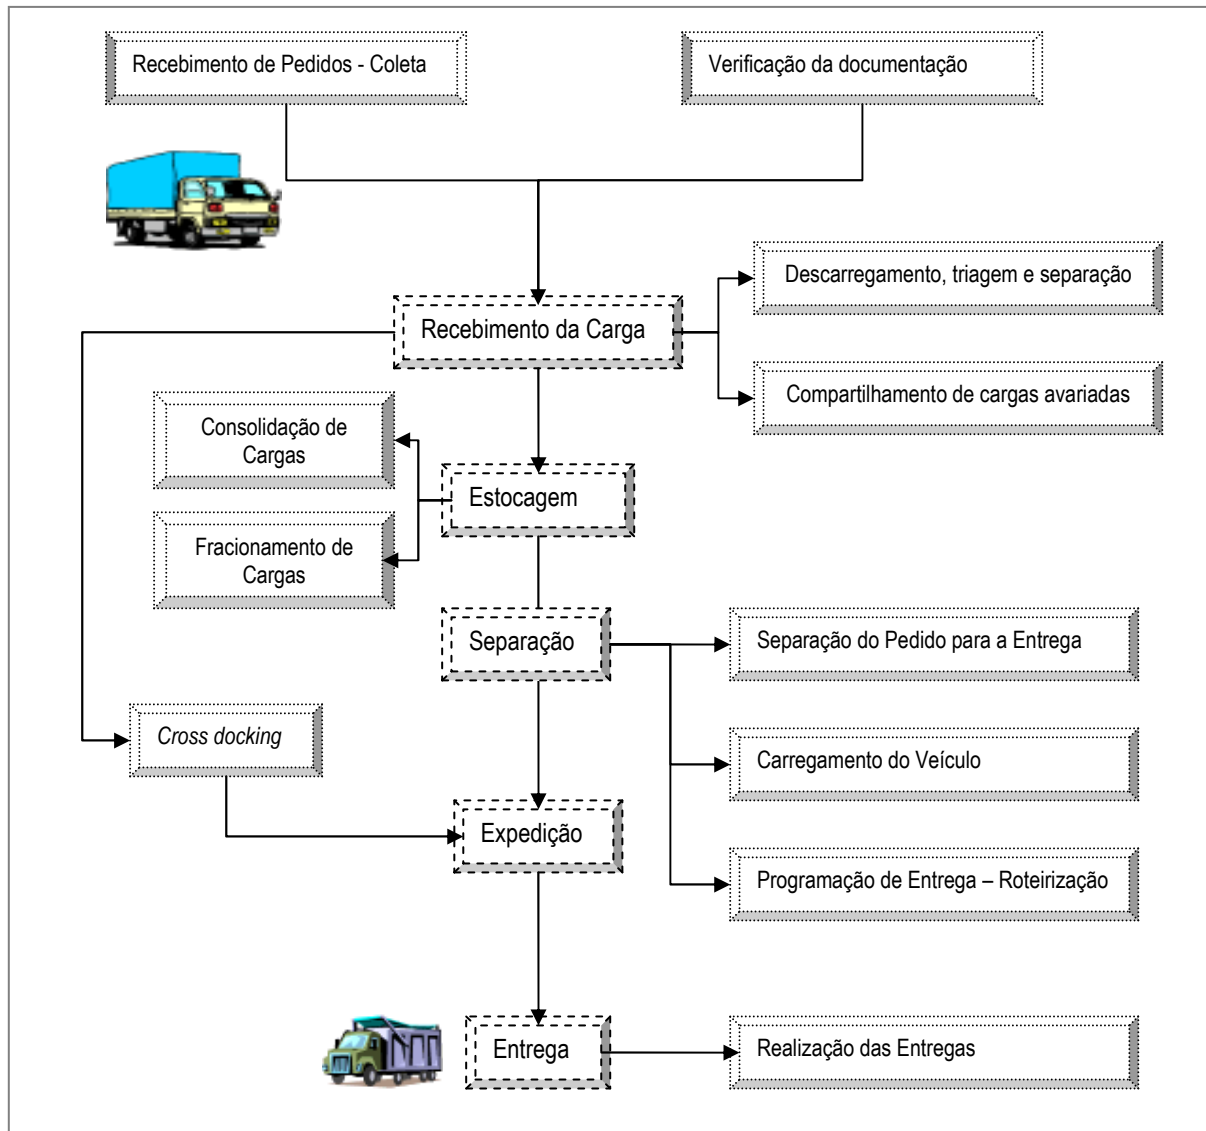 Recebimento de Pedidos - Coleta
Verificação da documentação
Descarregamento, triagem e separação
Recebimento da Carga
Compartilhamento de cargas avariadas
Consolidação de
Cargas
Estocagem
Fracionamento de
Cargas
Separação
Separação do Pedido para a Entrega
Cross docking
Carregamento do Veículo
Expedição
Programação de Entrega – Roteirização
Entrega
Realização das Entregas